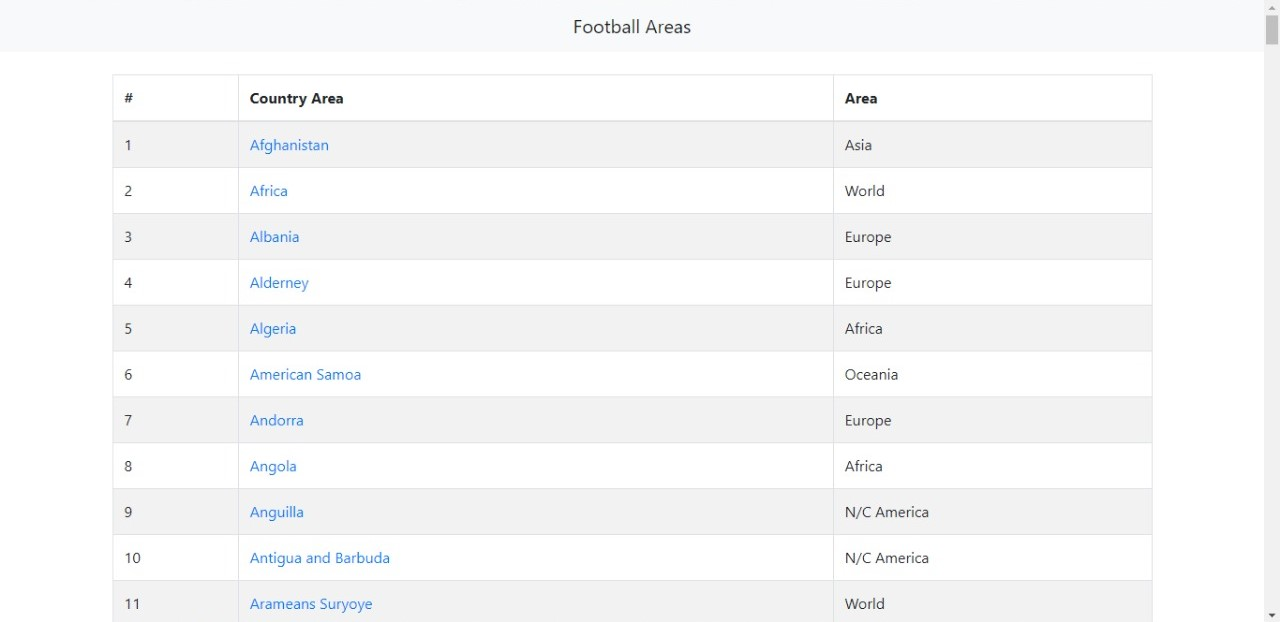 Football Areas
# Country Area Area
1 Afghanistan Asia
2 Africa World
3 Albania Europe
4 Alderney Europe
5 Algeria Africa
6 American Samoa Oceania
7 Andorra Europe
8 Angola Africa
9 Anguilla N/C America
10 Antigua and Barbuda N/C America
11 Arameans Suryoye World